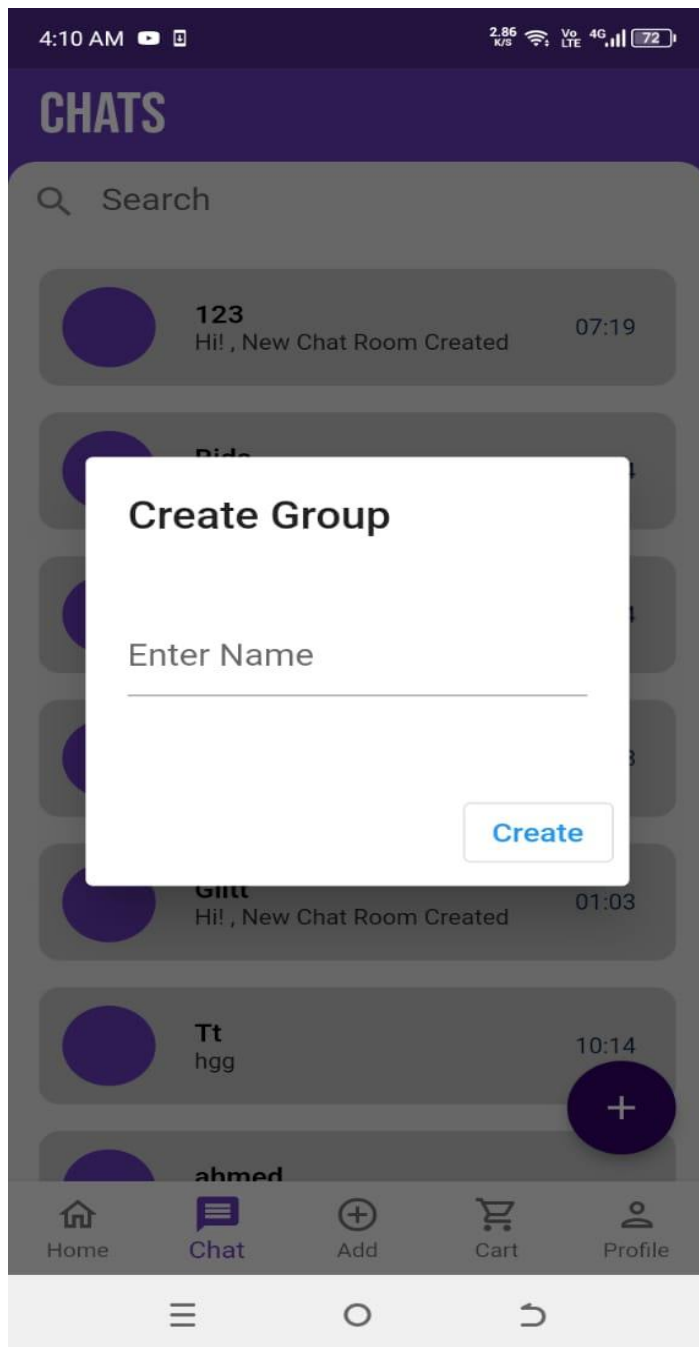 4:10 AM 2.86 K/S Vo LTE 4G 72
CHATS
Search
123
Hi! , New Chat Room Created
07:19
Create Group
Enter Name
Create
Hi! , New Chat Room Created
01:03
Tt
hgg
10:14
ahmed
Home Chat Add Cart Profile